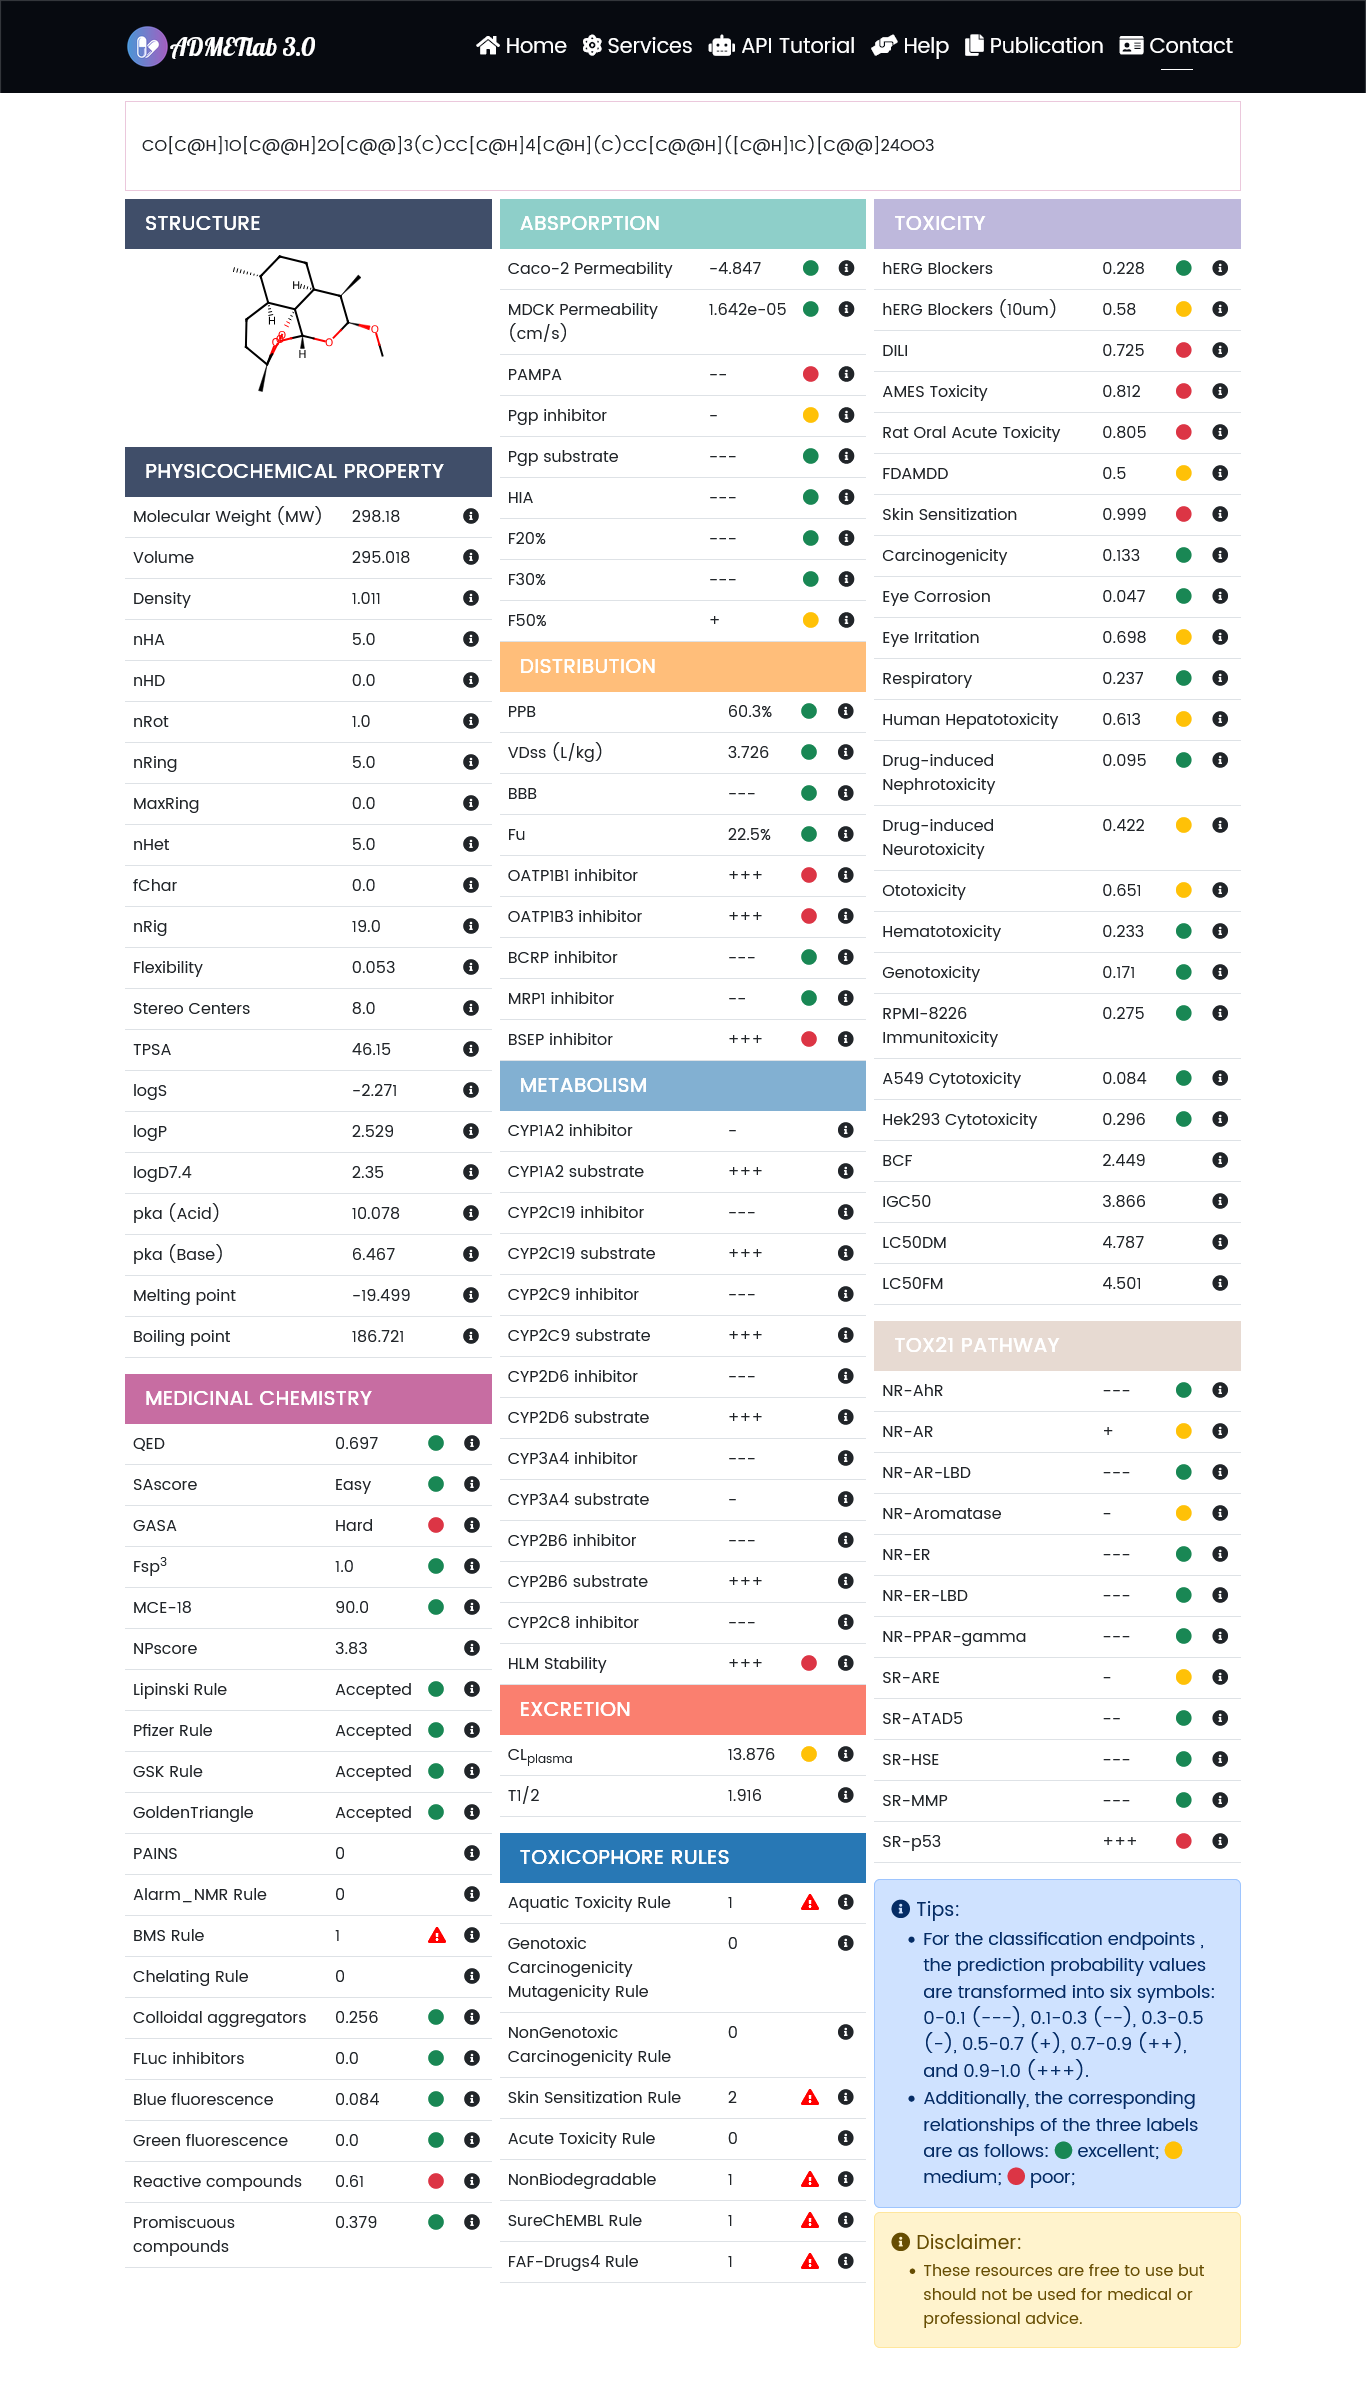 ADMETlab 3.0
Home Services API Tutorial Help Publication Contact
CO[C@H]1O[C@@H]2O[C@@]3(C)CC[C@H]4[C@H](C)CC[C@@H]([C@H]1C)[C@@]24OO3
STRUCTURE
H
H
H
O
O
O
O
PHYSICOCHEMICAL PROPERTY
Molecular Weight (MW) 298.18
Volume 295.018
Density 1.011
nHA 5.0
nHD 0.0
nRot 1.0
nRing 5.0
MaxRing 0.0
nHet 5.0
fChar 0.0
nRig 19.0
Flexibility 0.053
Stereo Centers 8.0
TPSA 46.15
logS -2.271
logP 2.529
logD7.4 2.35
pka (Acid) 10.078
pka (Base) 6.467
Melting point -19.499
Boiling point 186.721
MEDICINAL CHEMISTRY
QED 0.697
SAscore Easy
GASA Hard
Fsp3 1.0
MCE-18 90.0
NPscore 3.83
Lipinski Rule Accepted
Pfizer Rule Accepted
GSK Rule Accepted
GoldenTriangle Accepted
PAINS 0
Alarm_NMR Rule 0
BMS Rule 1
Chelating Rule 0
Colloidal aggregators 0.256
FLuc inhibitors 0.0
Blue fluorescence 0.084
Green fluorescence 0.0
Reactive compounds 0.61
Promiscuous 0.379
compounds
ABSPORPTION
Caco-2 Permeability -4.847
MDCK Permeability 1.642e-05
(cm/s)
PAMPA --
Pgp inhibitor -
Pgp substrate ---
HIA ---
F20% ---
F30% ---
F50% +
DISTRIBUTION
PPB 60.3%
VDss (L/kg) 3.726
BBB ---
Fu 22.5%
OATP1B1 inhibitor +++
OATP1B3 inhibitor +++
BCRP inhibitor ---
MRP1 inhibitor --
BSEP inhibitor +++
METABOLISM
CYP1A2 inhibitor -
CYP1A2 substrate +++
CYP2C19 inhibitor ---
CYP2C19 substrate +++
CYP2C9 inhibitor ---
CYP2C9 substrate +++
CYP2D6 inhibitor ---
CYP2D6 substrate +++
CYP3A4 inhibitor ---
CYP3A4 substrate -
CYP2B6 inhibitor ---
CYP2B6 substrate +++
CYP2C8 inhibitor ---
HLM Stability +++
EXCRETION
CLplasma 13.876
T1/2 1.916
TOXICOPHORE RULES
Aquatic Toxicity Rule 1
Genotoxic 0
Carcinogenicity
Mutagenicity Rule
NonGenotoxic 0
Carcinogenicity Rule
Skin Sensitization Rule 2
Acute Toxicity Rule 0
NonBiodegradable 1
SureChEMBL Rule 1
FAF-Drugs4 Rule 1
TOXICITY
hERG Blockers 0.228
hERG Blockers (10um) 0.58
DILI 0.725
AMES Toxicity 0.812
Rat Oral Acute Toxicity 0.805
FDAMDD 0.5
Skin Sensitization 0.999
Carcinogenicity 0.133
Eye Corrosion 0.047
Eye Irritation 0.698
Respiratory 0.237
Human Hepatotoxicity 0.613
Drug-induced 0.095
Nephrotoxicity
Drug-induced 0.422
Neurotoxicity
Ototoxicity 0.651
Hematotoxicity 0.233
Genotoxicity 0.171
RPMI-8226 0.275
Immunitoxicity
A549 Cytotoxicity 0.084
Hek293 Cytotoxicity 0.296
BCF 2.449
IGC50 3.866
LC50DM 4.787
LC50FM 4.501
TOX21 PATHWAY
NR-AhR ---
NR-AR +
NR-AR-LBD ---
NR-Aromatase -
NR-ER ---
NR-ER-LBD ---
NR-PPAR-gamma ---
SR-ARE -
SR-ATAD5 --
SR-HSE ---
SR-MMP ---
SR-p53 +++
Tips:
• For the classification endpoints ,
the prediction probability values
are transformed into six symbols:
0-0.1 (---), 0.1-0.3 (--), 0.3-0.5
(-), 0.5-0.7 (+), 0.7-0.9 (++),
and 0.9-1.0 (+++).
• Additionally, the corresponding
relationships of the three labels
are as follows: excellent;
medium; poor;
Disclaimer:
• These resources are free to use but
should not be used for medical or
professional advice.